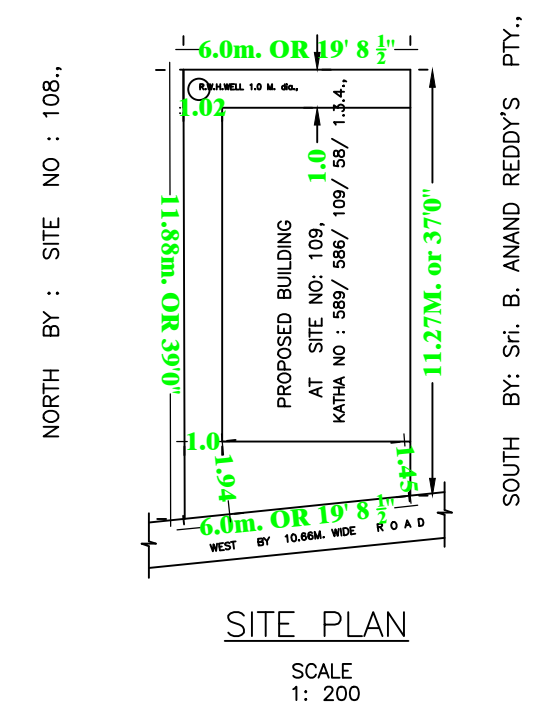 6.0m. OR 19' 8 1/2"
R.W.H.WELL 1.0 M. dia.,
1.02
1.0
NORTH BY : SITE NO : 108.,
11.88m. OR 39'0"
PROPOSED BUILDING
AT SITE NO: 109,
KATHA NO : 589/ 586/ 109/ 58/ 1.3.4.,
11.27M. or 37'0"
SOUTH BY: Sri. B. ANAND REDDY'S PTY.,
1.0
1.94
1.45
6.0m. OR 19' 8 1/2"
WEST BY 10.66M. WIDE ROAD
SITE PLAN
SCALE
1: 200